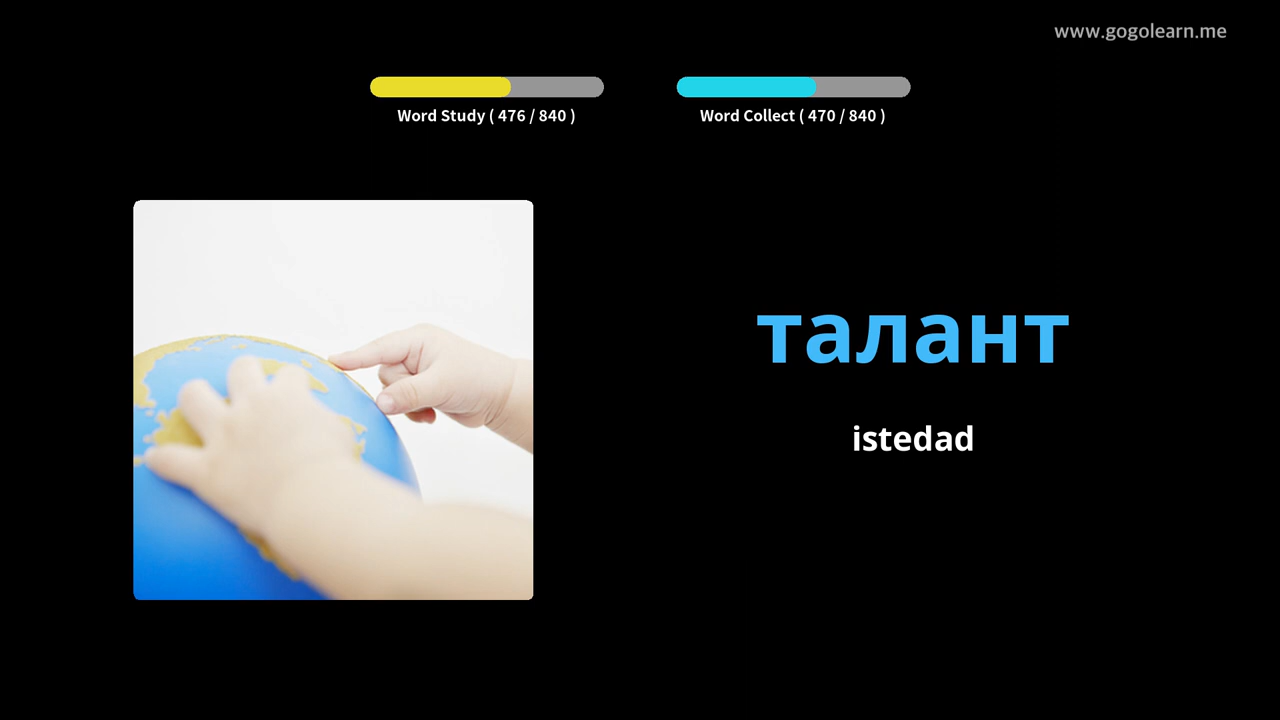 www.gogolearn.me
Word Study ( 476 / 840 )
Word Collect ( 470 / 840 )
талант
istedad